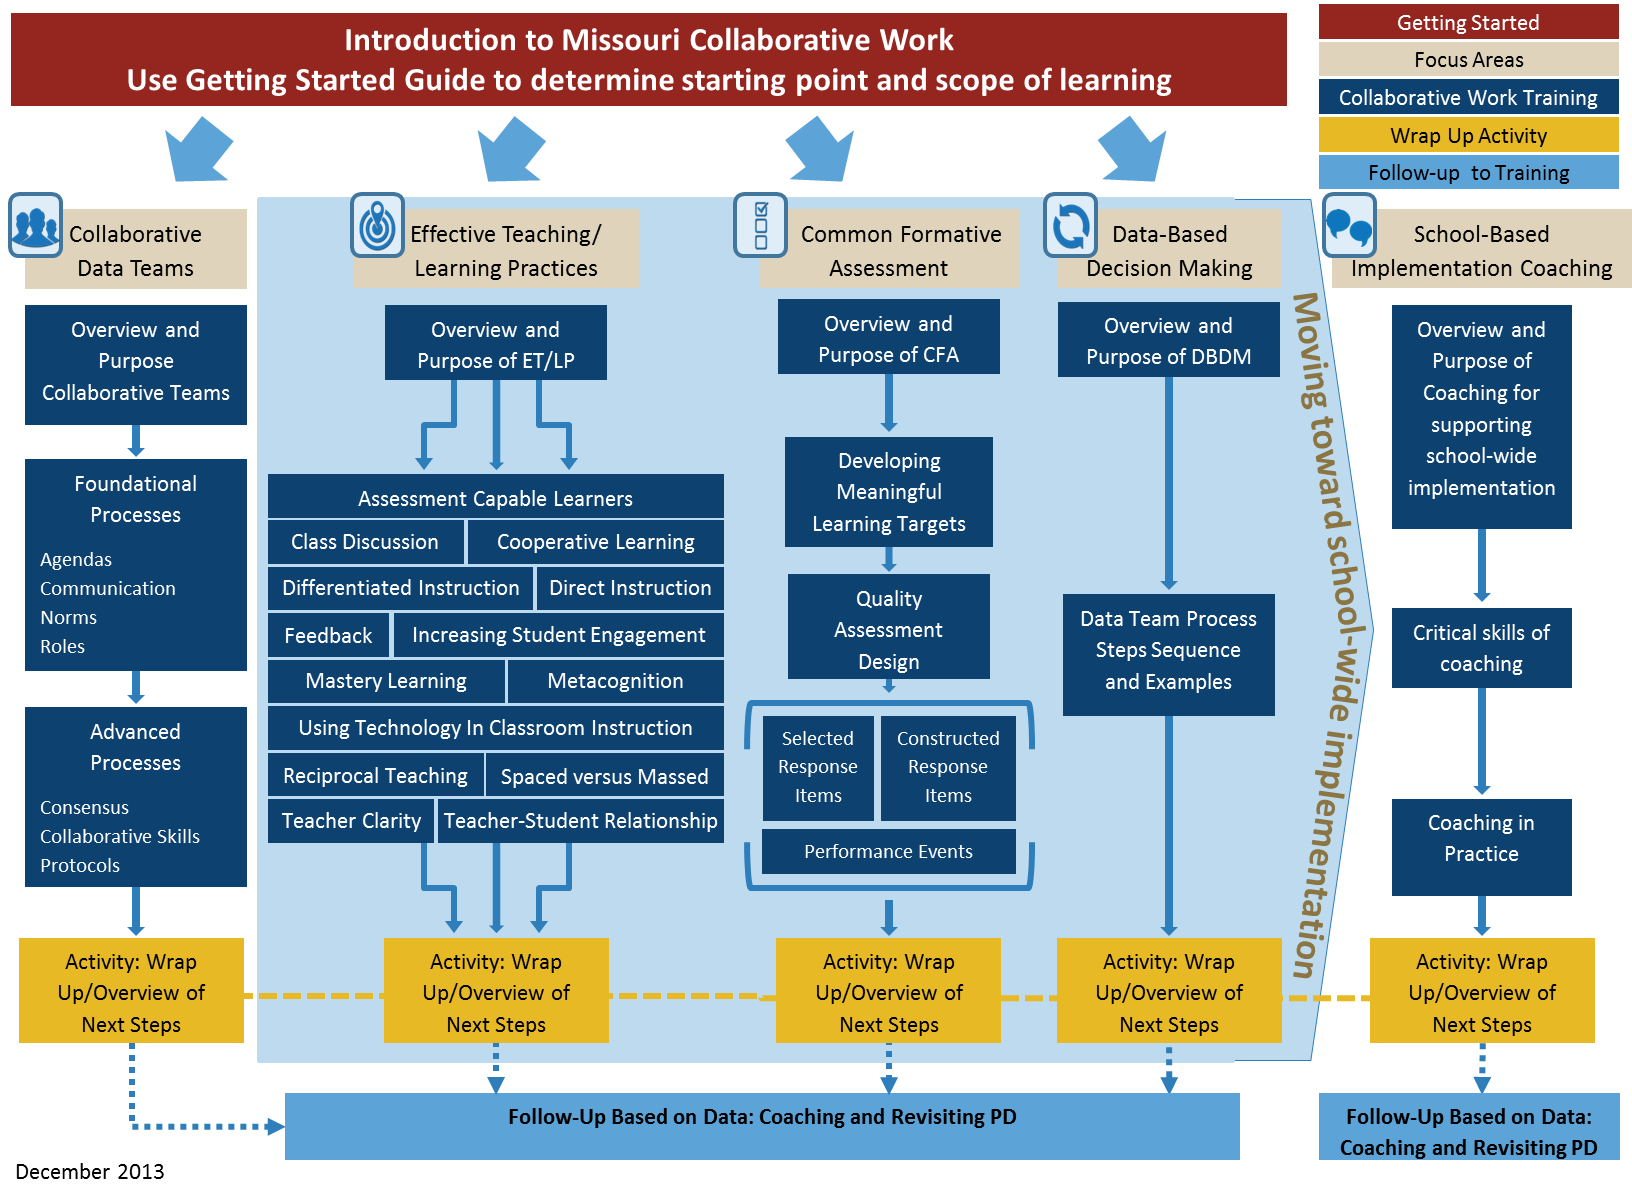 Introduction to Missouri Collaborative Work
Use Getting Started Guide to determine starting point and scope of learning
Getting Started
Focus Areas
Collaborative Work Training
Wrap Up Activity
Follow-up to Training
Collaborative
Data Teams
Overview and
Purpose
Collaborative Teams
Foundational
Processes
Agendas
Communication
Norms
Roles
Advanced
Processes
Consensus
Collaborative Skills
Protocols
Activity: Wrap
Up/Overview of
Next Steps
Effective Teaching/
Learning Practices
Overview and
Purpose of ET/LP
Assessment Capable Learners
Class Discussion
Cooperative Learning
Differentiated Instruction
Direct Instruction
Feedback
Increasing Student Engagement
Mastery Learning
Metacognition
Using Technology In Classroom Instruction
Reciprocal Teaching
Spaced versus Massed
Teacher Clarity
Teacher-Student Relationship
Activity: Wrap
Up/Overview of
Next Steps
Common Formative
Assessment
Overview and
Purpose of CFA
Developing
Meaningful
Learning Targets
Quality
Assessment
Design
Selected
Response
Items
Constructed
Response
Items
Performance Events
Activity: Wrap
Up/Overview of
Next Steps
Data-Based
Decision Making
Overview and
Purpose of DBDM
Data Team Process
Steps Sequence
and Examples
Activity: Wrap
Up/Overview of
Next Steps
Moving toward school-wide implementation
School-Based
Implementation Coaching
Overview and
Purpose of
Coaching for
supporting
school-wide
implementation
Critical skills of
coaching
Coaching in
Practice
Activity: Wrap
Up/Overview of
Next Steps
Follow-Up Based on Data: Coaching and Revisiting PD
Follow-Up Based on Data:
Coaching and Revisiting PD
December 2013